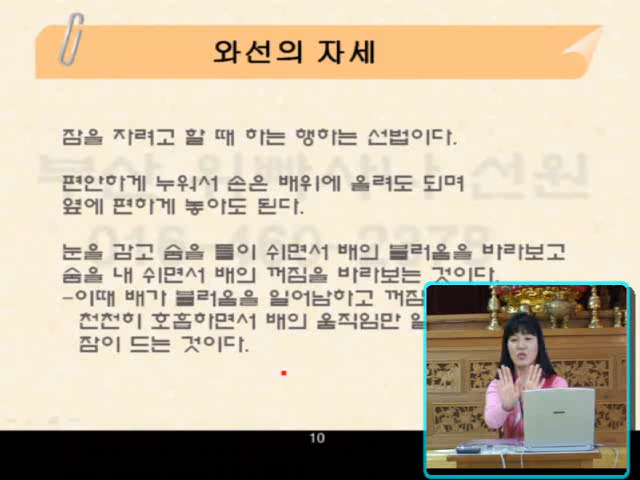 와선의 자세
잠을 자려고 할 때 하는 행하는 선법이다.
편안하게 누워서 손은 배위에 올려도 되며
옆에 편하게 놓아도 된다.
눈을 감고 숨을 들이 쉬면서 배의 불러옴을 바라보고
숨을 내 쉬면서 배의 꺼짐을 바라보는 것이다.
-이때 배가 불러옴을 일어남하고 꺼짐
천천히 호흡하면서 배의 움직임만 알
잠이 드는 것이다.
10